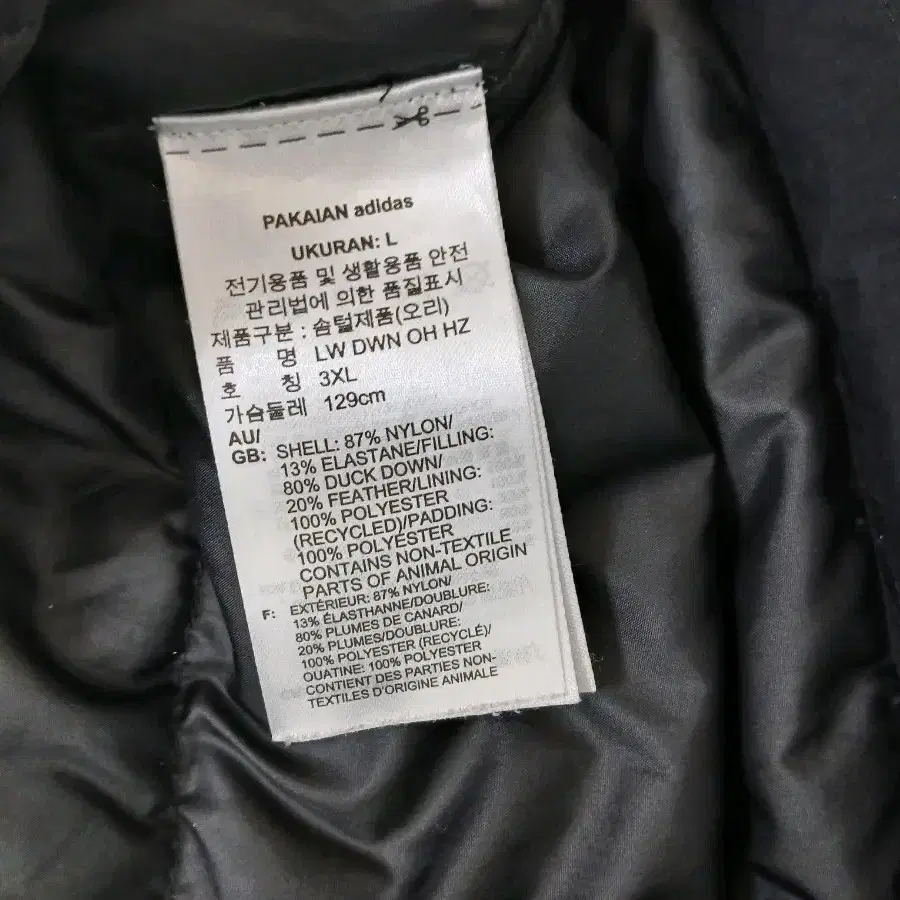 PAKAIAN adidas
UKURAN: L
전기용품 및 생활용품 안전
관리법에 의한 품질표시
제품구분 : 솜털제품(오리)
품 명 LW DWN OH HZ
호 칭 3XL
가슴둘레 129cm
AU/
GB: SHELL: 87% NYLON/
13% ELASTANE/FILLING:
80% DUCK DOWN/
20% FEATHER/LINING:
100% POLYESTER
(RECYCLED)/PADDING:
100% POLYESTER
CONTAINS NON-TEXTILE
PARTS OF ANIMAL ORIGIN
F: EXTÉRIEUR: 87% NYLON/
13% ÉLASTHANNE/DOUBLURE:
80% PLUMES DE CANARD/
20% PLUMES/DOUBLURE:
100% POLYESTER (RECYCLÉ)/
OUATINE: 100% POLYESTER
CONTIENT DES PARTIES NON-
TEXTILES D'ORIGINE ANIMALE